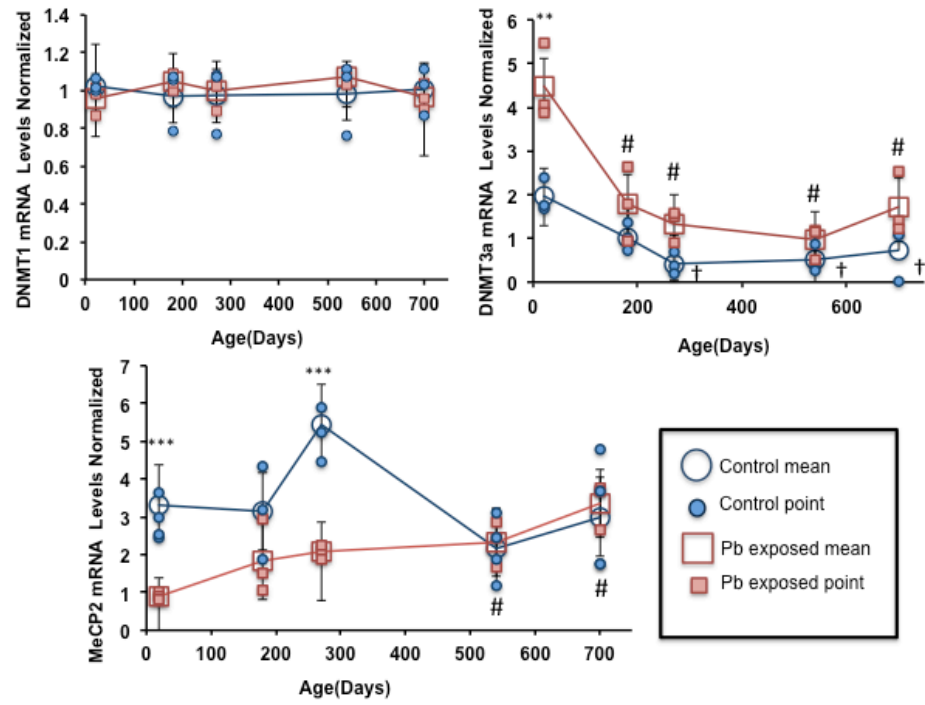 DNMT1 mRNA Levels Normalized
1.4
1.2
1
0.8
0.6
0.4
0.2
0
0 100 200 300 400 500 600 700
Age(Days)
DNMT3a mRNA Levels Normalized
6
5
4
3
2
1
0
**
#
#
#
#
†
†
†
0 200 400 600
Age(Days)
MeCP2 mRNA Levels Normalized
7
6
5
4
3
2
1
0
***
***
#
#
0 100 200 300 400 500 600 700
Age(Days)
Control mean
Control point
Pb exposed mean
Pb exposed point